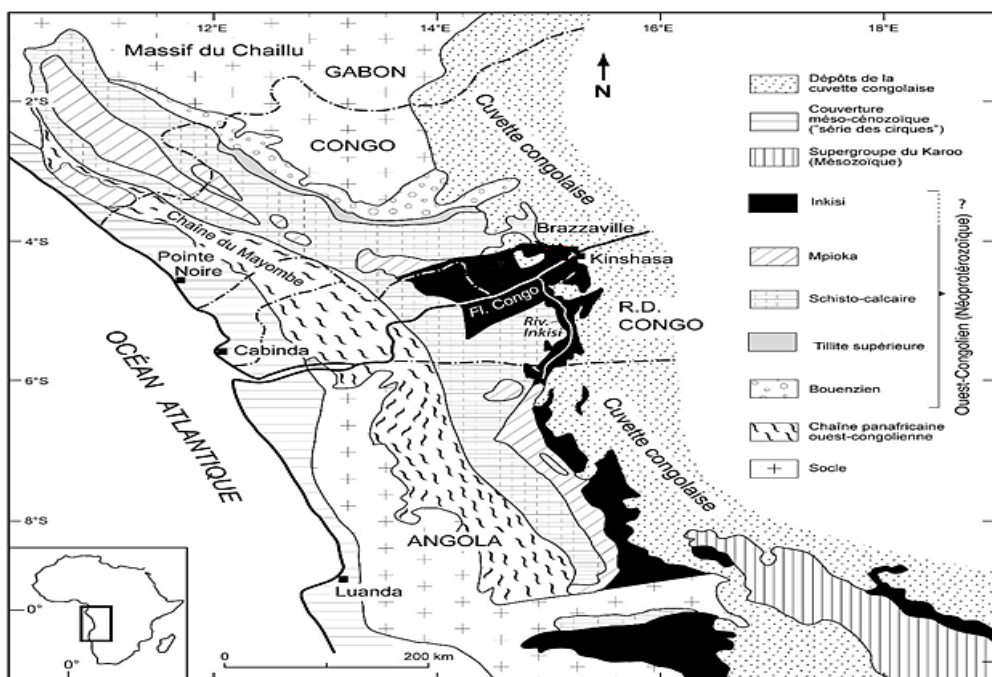 12°E
14°E
16°E
18°E
Massif du Chaillu
GABON
2°S
N
CONGO
Cuvette congolaise
4°S
Chaîne du Mayombe
Pointe
Noire
Brazzaville
Kinshasa
Fl. Congo
Riv.
Inkisi
R.D.
CONGO
Cabinda
OCÉAN ATLANTIQUE
6°S
Cuvette congolaise
8°S
ANGOLA
Luanda
0°
0°
0
200 km
Dépôts de la
cuvette congolaise
Couverture
méso-cénozoïque
("série des cirques")
Supergroupe du Karoo
(Mésozoïque)
Inkisi
?
Mpioka
Schisto-calcaire
Tillite supérieure
Bouenzien
Ouest-Congolien (Néoprotérozoïque)
Chaîne panafricaine
ouest-congolienne
Socle